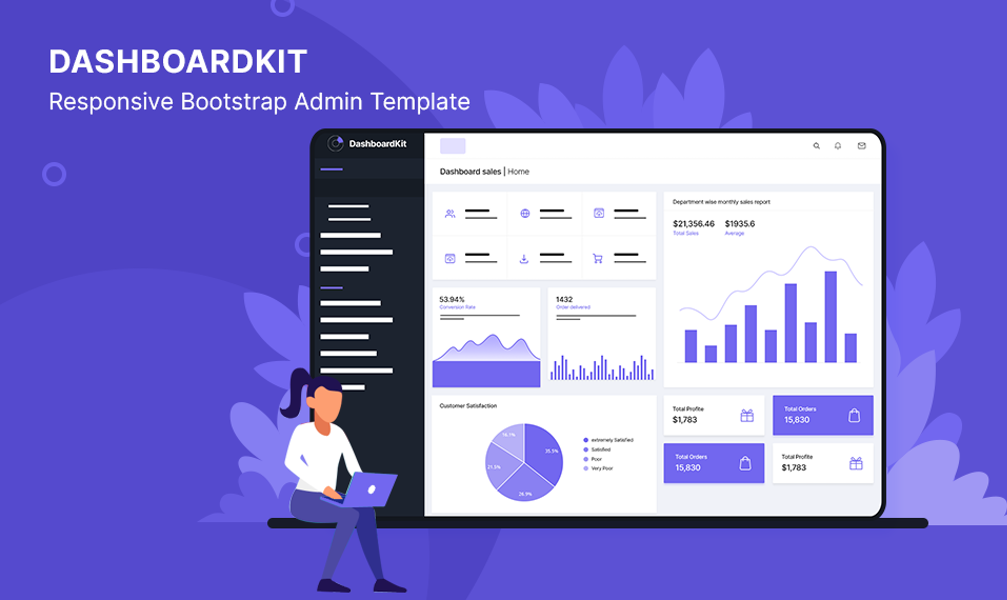 DASHBOARDKIT
Responsive Bootstrap Admin Template
DashboardKit
Dashboard sales | Home
Department wise monthly sales report
$21,356.46 $1935.6
Total Sales Average
53.94%
Conversion Rate
1432
Order delivered
Customer Satisfaction
16.7%
35.5%
21.3%
26.9%
extremely Satisfied
Satisfied
Poor
Very Poor
Total Profite
$1,783
Total Orders
15,830
Total Orders
15,830
Total Profite
$1,783